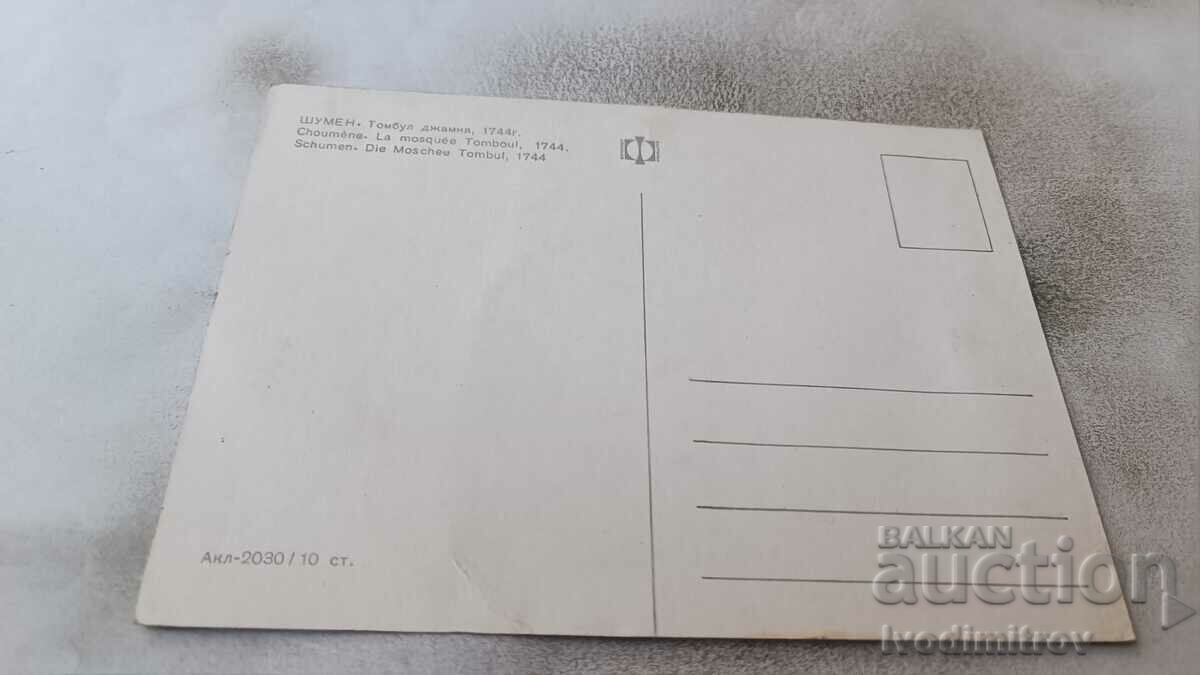 ШУМЕН. Томбул джамия, 1744г.
Choumène. La mosquée Tomboul, 1744.
Schumen. Die Moschee Tombul, 1744
Акл-2030/10 ст.
BALKAN
auction
Ivodimitrov